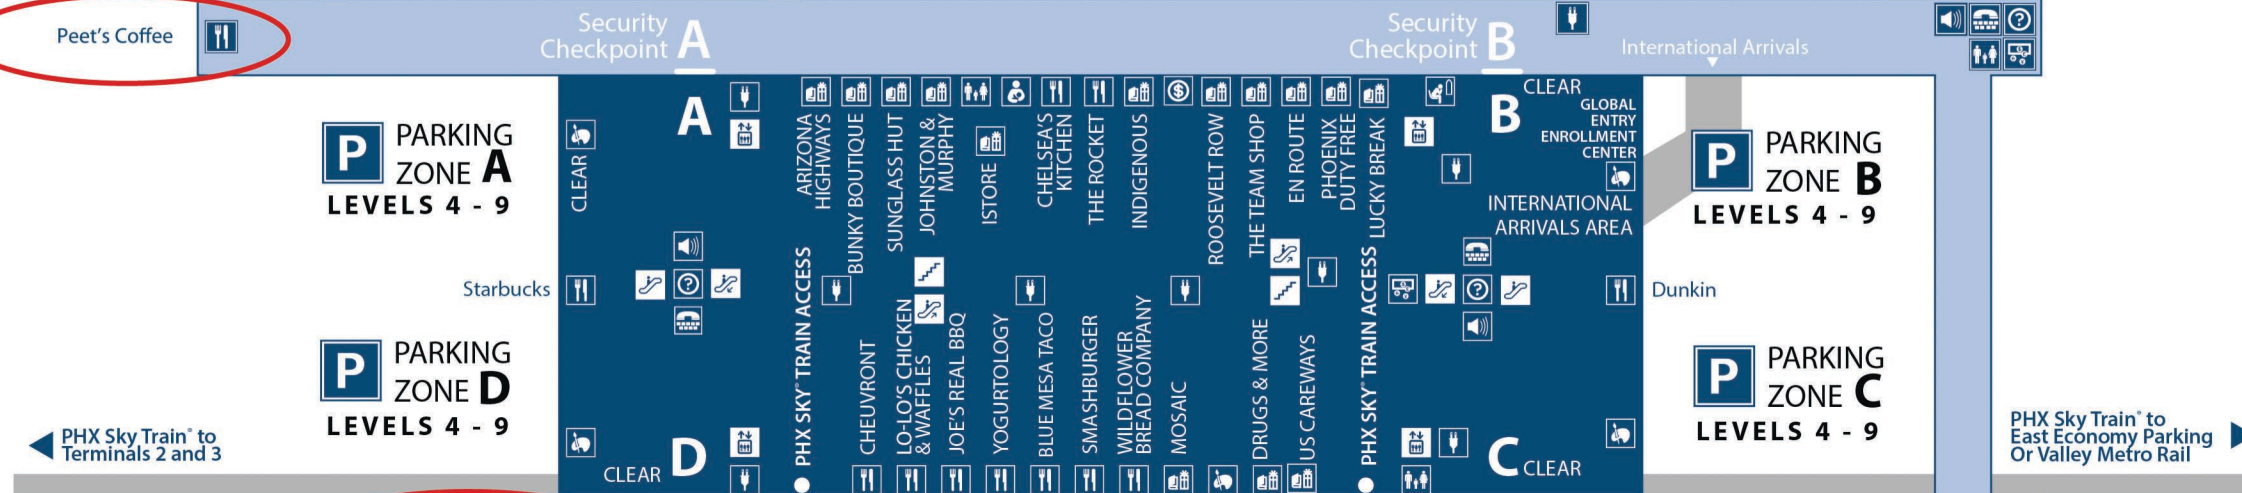 Peet's Coffee
Security
Checkpoint A
Security
Checkpoint B
International Arrivals
A
CLEAR
P
PARKING
ZONE A
LEVELS 4 - 9
ARIZONA
HIGHWAYS
BUNKY BOUTIQUE
SUNGLASS HUT
JOHNSTON &
MURPHY
ISTORE
CHELSEA'S
KITCHEN
THE ROCKET
INDIGENOUS
$
ROOSEVELT ROW
THE TEAM SHOP
EN ROUTE
PHOENIX
DUTY FREE
LUCKY BREAK
B
CLEAR
GLOBAL
ENTRY
ENROLLMENT
CENTER
INTERNATIONAL
ARRIVALS AREA
P
PARKING
ZONE B
LEVELS 4 - 9
Starbucks
?
?
?
Dunkin
P
PARKING
ZONE D
LEVELS 4 - 9
PHX Sky Train® to
Terminals 2 and 3
CLEAR
D
PHX SKY® TRAIN ACCESS
CHEUVRONT
LO-LO'S CHICKEN
& WAFFLES
JOE'S REAL BBQ
YOGURTOLOGY
BLUE MESA TACO
SMASHBURGER
WILDFLOWER
BREAD COMPANY
MOSAIC
DRUGS & MORE
US CAREWAYS
PHX SKY® TRAIN ACCESS
C
CLEAR
P
PARKING
ZONE C
LEVELS 4 - 9
PHX Sky Train® to
East Economy Parking
Or Valley Metro Rail